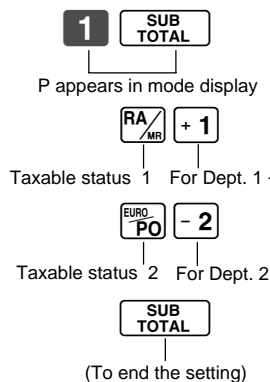 1 SUB TOTAL
P appears in mode display
RA/MR + 1
Taxable status 1 For Dept. 1 -
EURO PO - 2
Taxable status 2 For Dept. 2
SUB TOTAL
(To end the setting)